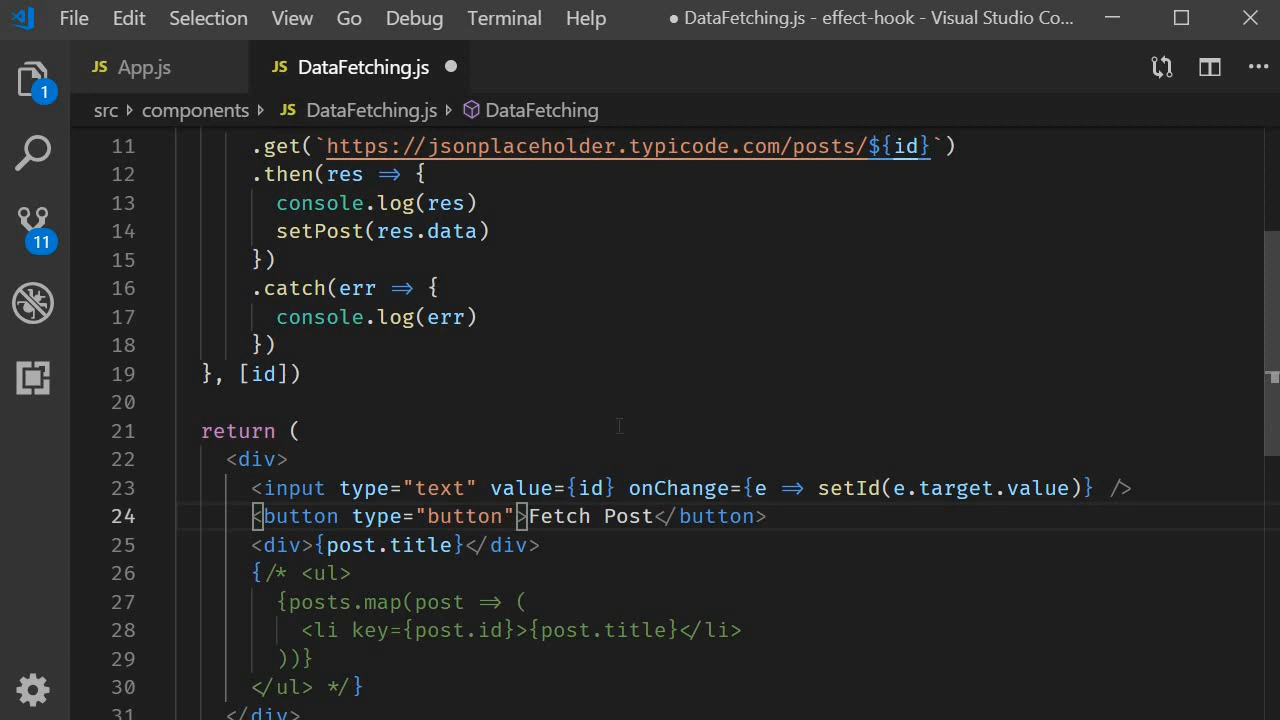 File Edit Selection View Go Debug Terminal Help ● DataFetching.js - effect-hook - Visual Studio Co...
JS App.js JS DataFetching.js ●
src components JS DataFetching.js DataFetching
1
11
11 .get(`https://jsonplaceholder.typicode.com/posts/${id}`)
12 .then(res => {
13 console.log(res)
14 setPost(res.data)
15 })
16 .catch(err => {
17 console.log(err)
18 })
19 }, [id])
20
21 return (
22 <div>
23 <input type="text" value={id} onChange={e => setId(e.target.value)} />
24 <button type="button">Fetch Post</button>
25 <div>{post.title}</div>
26 {/* <ul>
27 {posts.map(post => (
28 <li key={post.id}>{post.title}</li>
29 ))}
30 </ul> */}
31 </div>